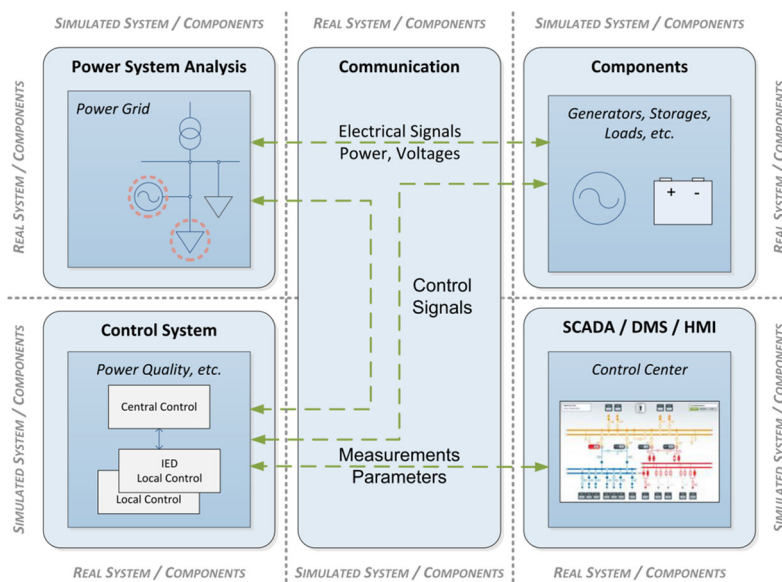 SIMULATED SYSTEM / COMPONENTS
REAL SYSTEM / COMPONENTS
SIMULATED SYSTEM / COMPONENTS
REAL SYSTEM / COMPONENTS
Power System Analysis
Power Grid
Communication
Electrical Signals
Power, Voltages
Components
Generators, Storages,
Loads, etc.
+ -
REAL SYSTEM / COMPONENTS
Control
Signals
SIMULATED SYSTEM / COMPONENTS
Control System
Power Quality, etc.
Central Control
IED
Local Control
Local Control
Measurements
Parameters
SCADA / DMS / HMI
Control Center
SIMULATED SYSTEM / COMPONENTS
REAL SYSTEM / COMPONENTS
SIMULATED SYSTEM / COMPONENTS
REAL SYSTEM / COMPONENTS